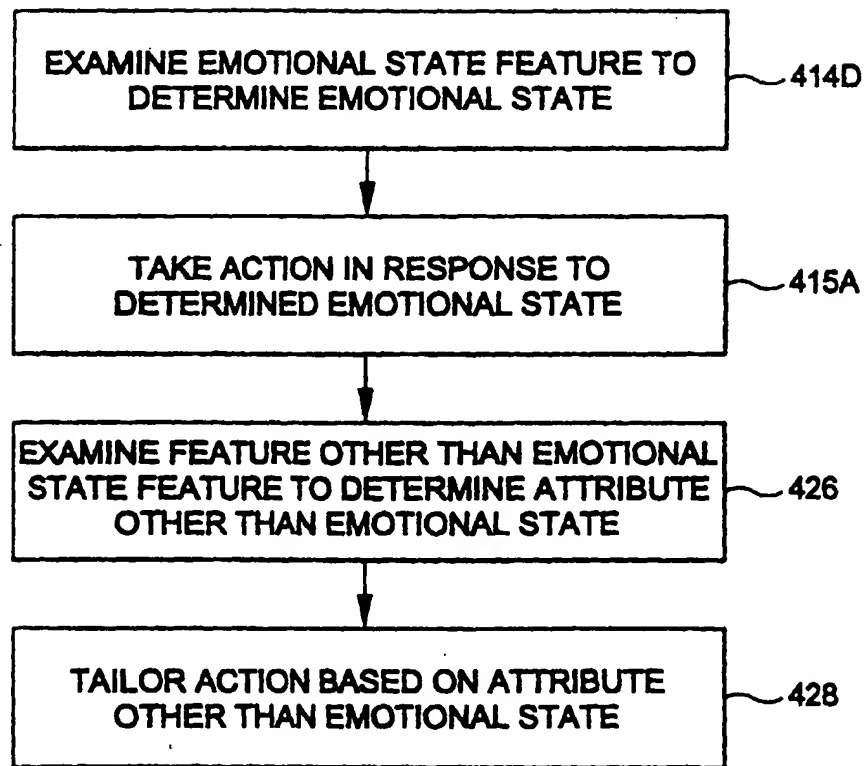 EXAMINE EMOTIONAL STATE FEATURE TO
DETERMINE EMOTIONAL STATE
414D
TAKE ACTION IN RESPONSE TO
DETERMINED EMOTIONAL STATE
415A
EXAMINE FEATURE OTHER THAN EMOTIONAL
STATE FEATURE TO DETERMINE ATTRIBUTE
OTHER THAN EMOTIONAL STATE
426
TAILOR ACTION BASED ON ATTRIBUTE
OTHER THAN EMOTIONAL STATE
428